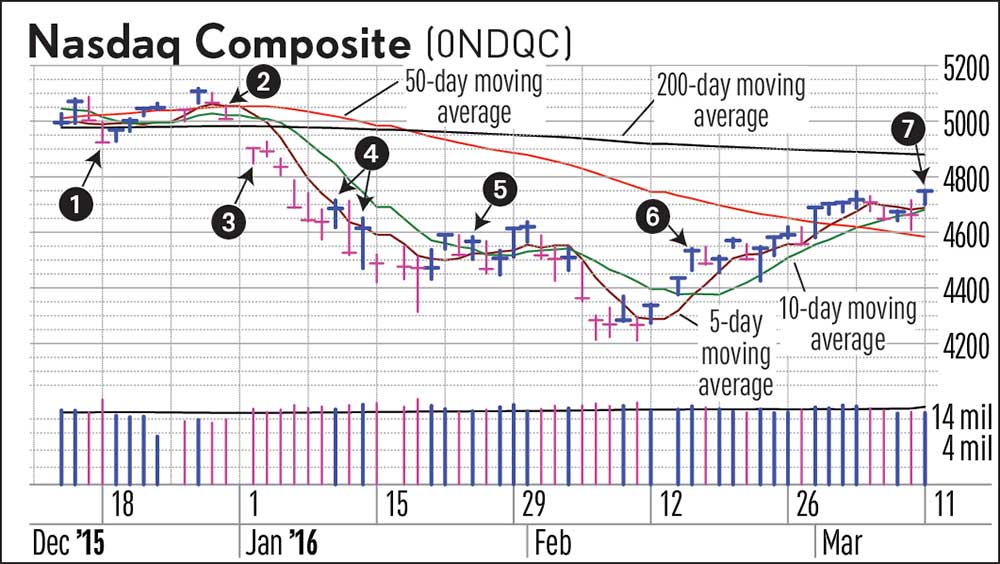 Nasdaq Composite (0NDQC)
5200
5000
4800
4600
4400
4200
50-day moving
average
200-day moving
average
1
2
3
4
5
6
7
5-day
moving
average
10-day moving
average
14 mil
4 mil
18 1 15 29 12 26 11
Dec '15 Jan '16 Feb Mar